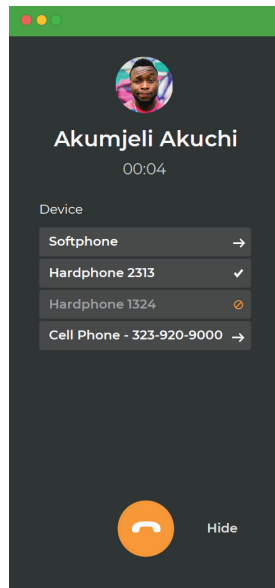 Akumjeli Akuchi
00:04
Device
Softphone
Hardphone 2313
Hardphone 1324
Cell Phone - 323-920-9000
Hide